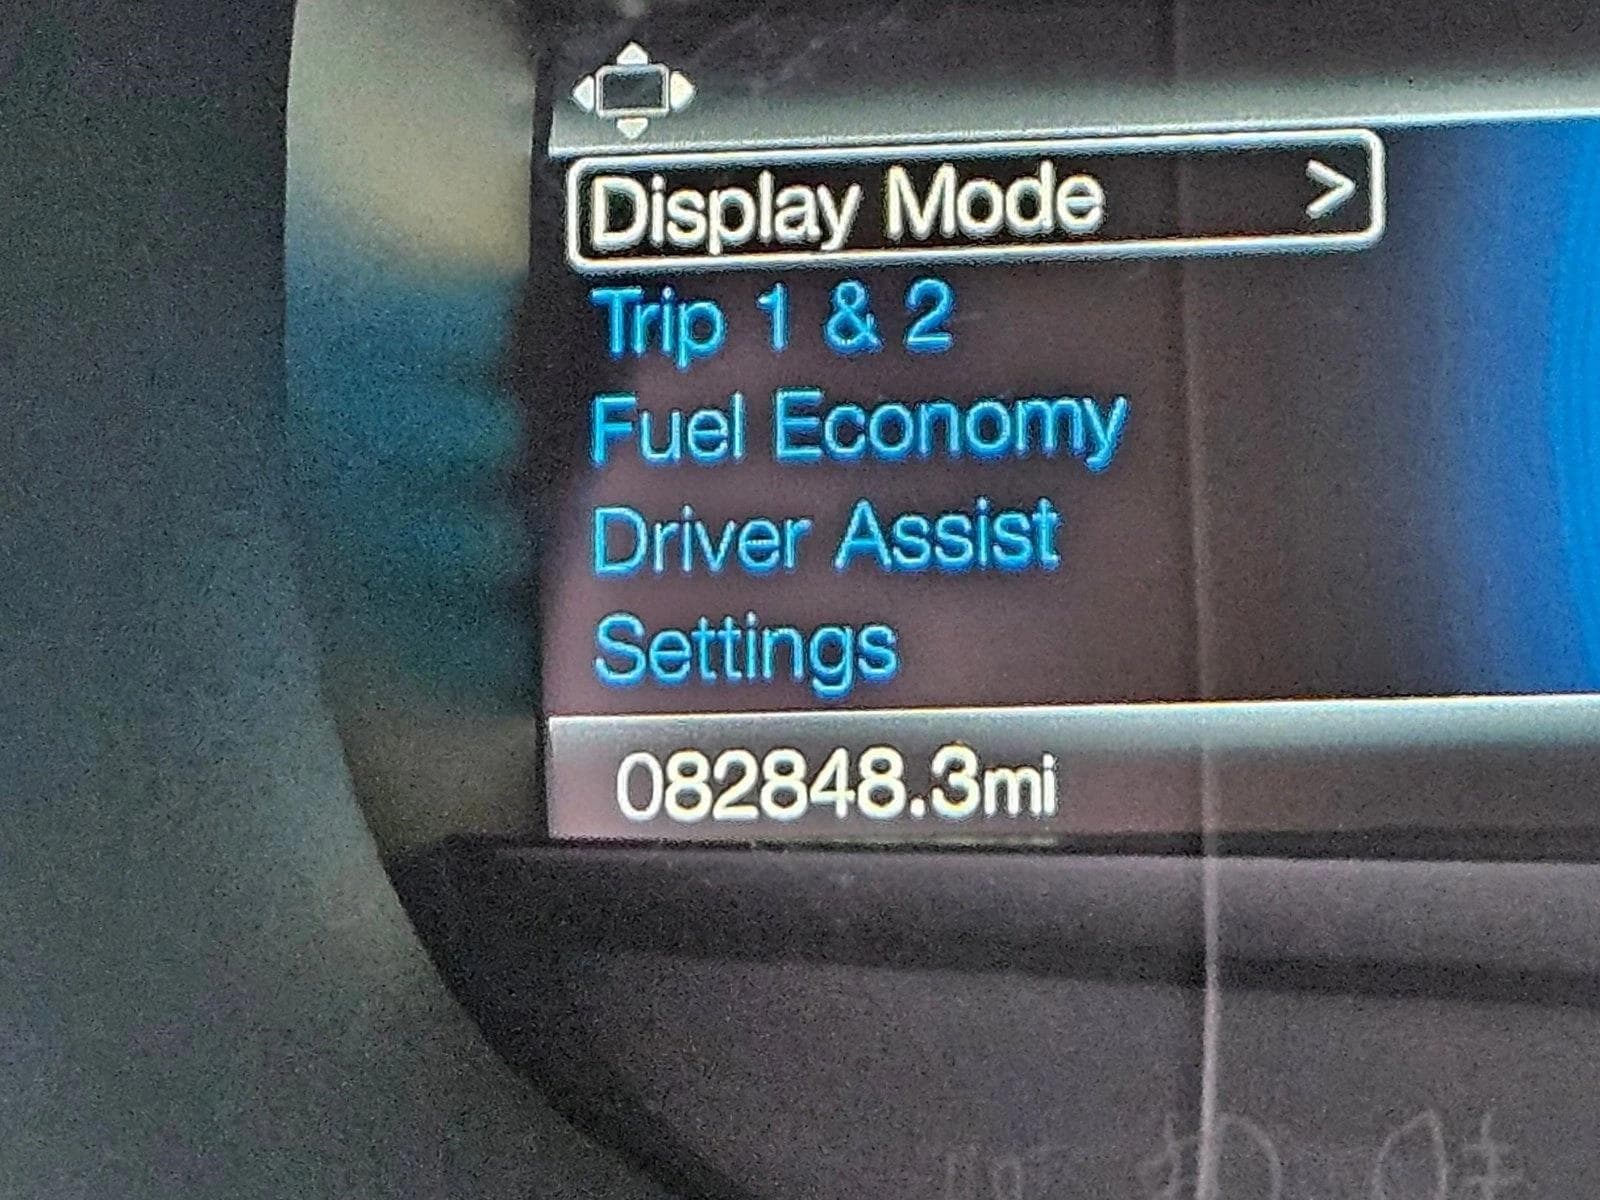 Display Mode >
Trip 1 & 2
Fuel Economy
Driver Assist
Settings
082848.3mi